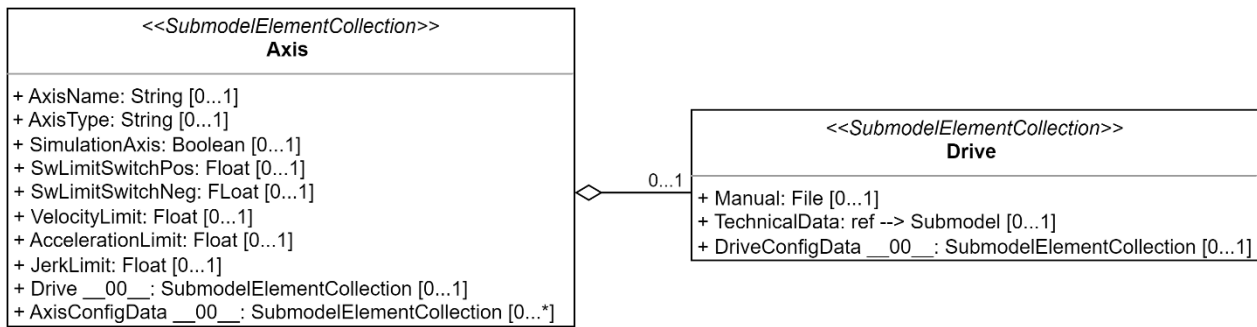 <<SubmodelElementCollection>>
Axis
+ AxisName: String [0...1]
+ AxisType: String [0...1]
+ SimulationAxis: Boolean [0...1]
+ SwLimitSwitchPos: Float [0...1]
+ SwLimitSwitchNeg: FLoat [0...1]
+ VelocityLimit: Float [0...1]
+ AccelerationLimit: Float [0...1]
+ JerkLimit: Float [0...1]
+ Drive __00__: SubmodelElementCollection [0...1]
+ AxisConfigData __00__: SubmodelElementCollection [0...*]
0...1
<<SubmodelElementCollection>>
Drive
+ Manual: File [0...1]
+ TechnicalData: ref --> Submodel [0...1]
+ DriveConfigData __00__: SubmodelElementCollection [0...1]